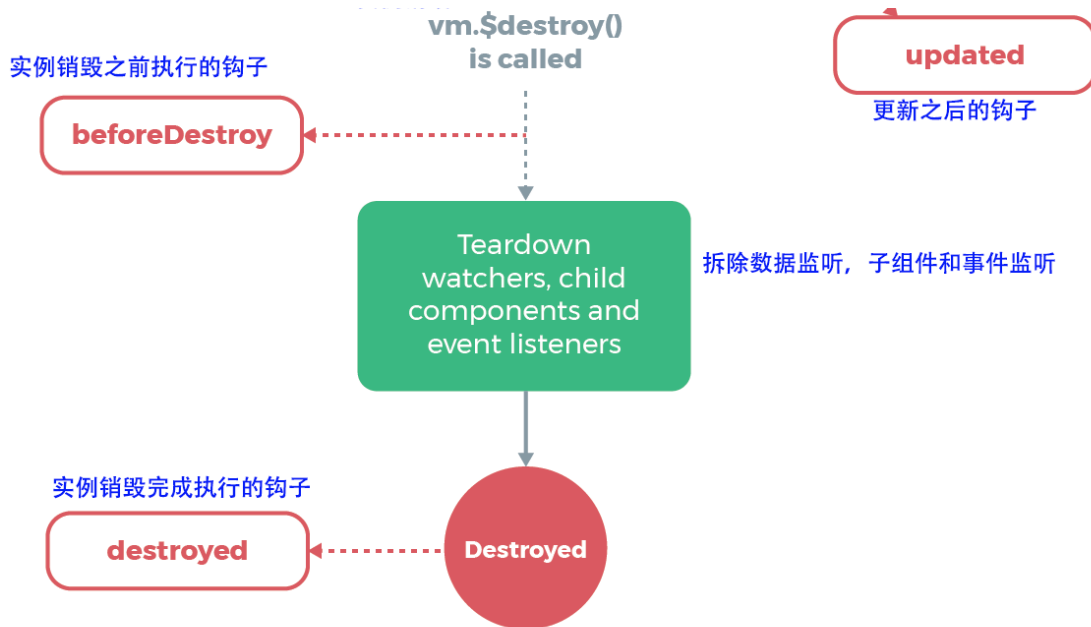 vm.$destroy()
is called
updated
实例销毁之前执行的钩子
beforeDestroy
更新之后的钩子
Teardown
watchers, child
components and
event listeners
拆除数据监听，子组件和事件监听
实例销毁完成执行的钩子
destroyed
Destroyed